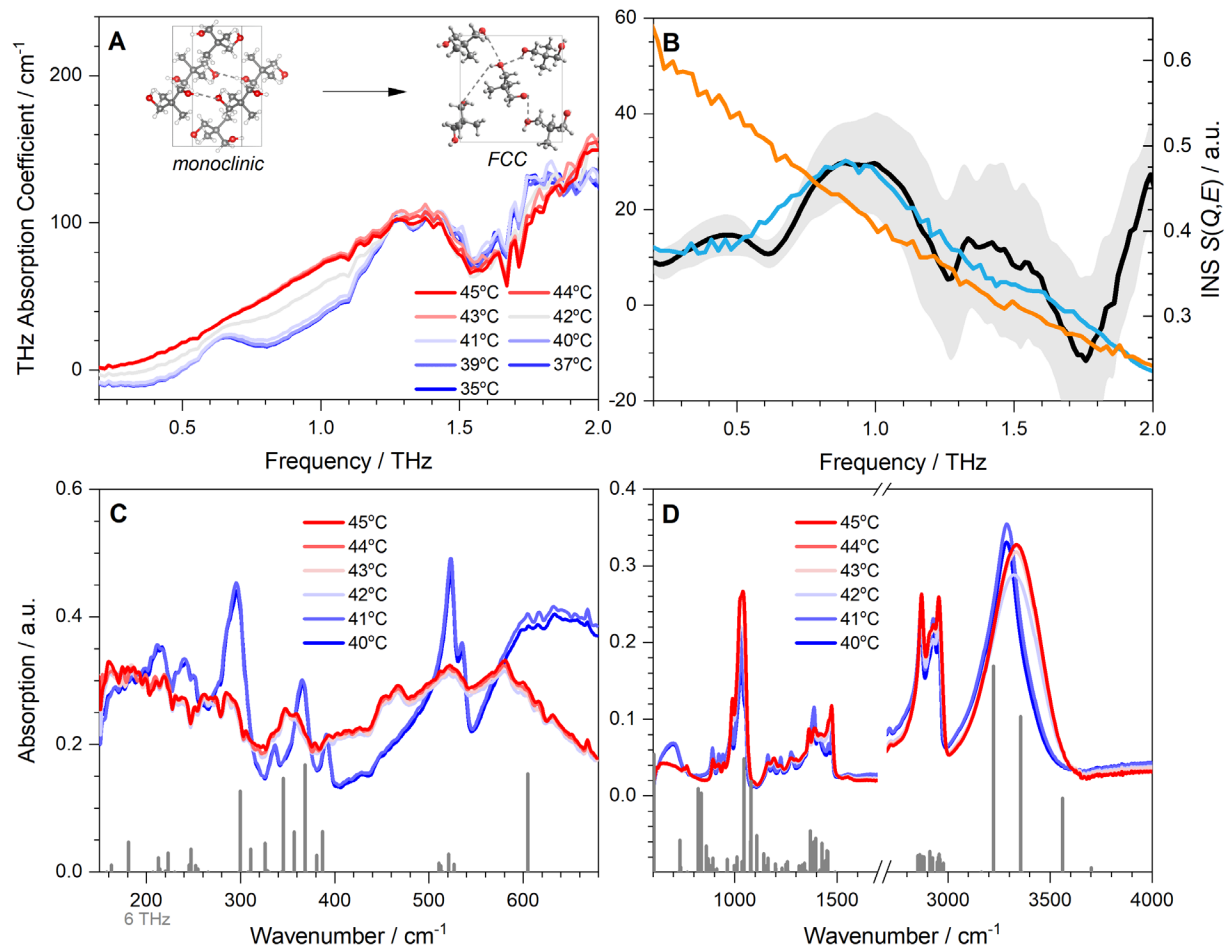 A
monoclinic
FCC
THz Absorption Coefficient / cm⁻¹
200
100
0
45ºC
44ºC
43ºC
42ºC
41ºC
40ºC
39ºC
37ºC
35ºC
0.5
1.0
1.5
2.0
Frequency / THz
B
60
40
20
0
-20
0.6
0.5
0.4
0.3
INS S(Q,E) / a.u.
0.5
1.0
1.5
2.0
Frequency / THz
C
Absorption / a.u.
0.6
0.4
0.2
0.0
45ºC
44ºC
43ºC
42ºC
41ºC
40ºC
200
300
400
500
600
6 THz
Wavenumber / cm⁻¹
D
0.4
0.3
0.2
0.1
0.0
45ºC
44ºC
43ºC
42ºC
41ºC
40ºC
1000
1500
3000
3500
4000
Wavenumber / cm⁻¹